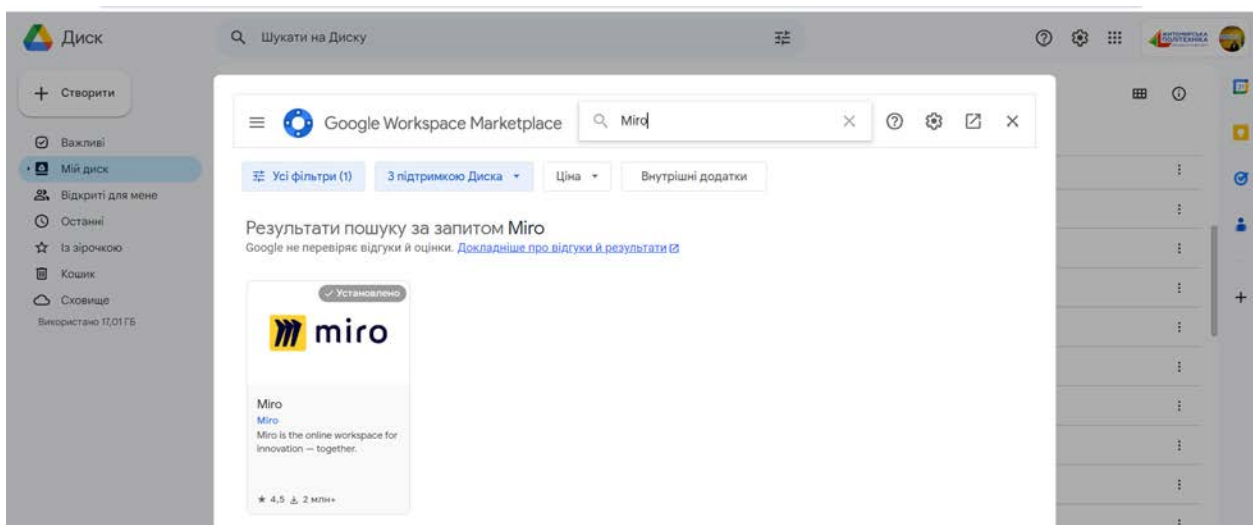 Диск
Шукати на Диску
ЖИТОМИРСЬКА
ПОЛІТЕХНІКА
Створити
Важливі
Мій диск
Відкриті для мене
Останні
Із зірочкою
Кошик
Сховище
Використано 17,01 ГБ
Google Workspace Marketplace
Miro
Усі фільтри (1)
З підтримкою Диска
Ціна
Внутрішні додатки
Результати пошуку за запитом Miro
Google не перевіряє відгуки й оцінки. Докладніше про відгуки й результати
Установлено
miro
Miro
Miro
Miro is the online workspace for
innovation — together.
4,5 2 млн+
31